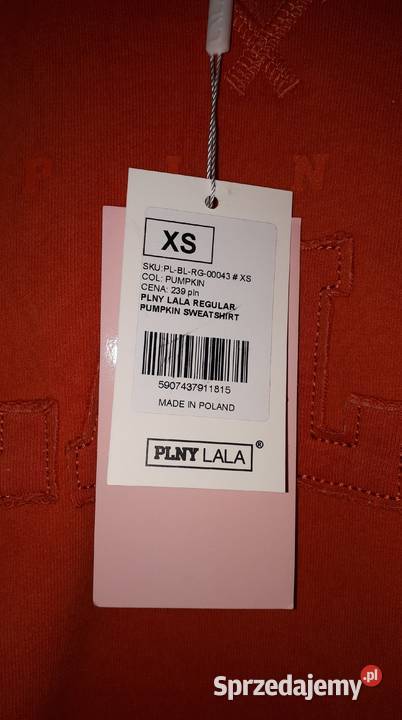 P L N
XS
SKU:PL-BL-RG-00043 # XS
COL: PUMPKIN
CENA: 239 pln
PLNY LALA REGULAR
PUMPKIN SWEATSHIRT
5907437911815
MADE IN POLAND
PLNY LALA ®
Sprzedajemy.pl